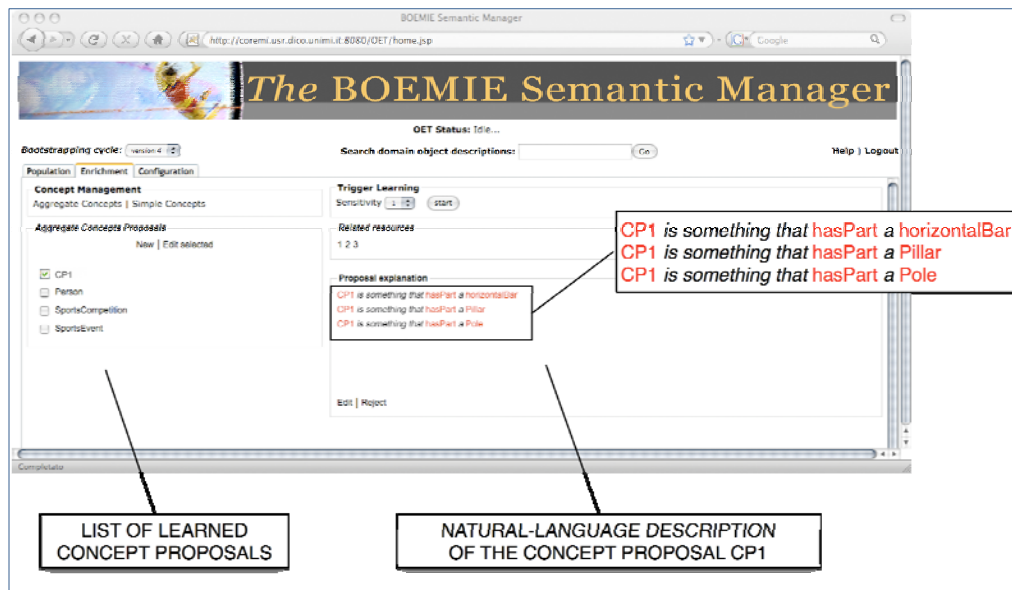 BOEMIE Semantic Manager
http://coremi.usr.dico.unimi.it:8080/OET/home.jsp
Google
The BOEMIE Semantic Manager
OET Status: Idle...
Bootstrapping cycle: version 4
Search domain object descriptions: Go
Help | Logout
Population Enrichment Configuration
Concept Management
Aggregate Concepts | Simple Concepts
Trigger Learning
Sensitivity 1 start
Aggregate Concepts Proposals
New | Edit selected
CP1
Person
SportsCompetition
SportsEvent
Related resources
1 2 3
Proposal explanation
CP1 is something that hasPart a horizontalBar
CP1 is something that hasPart a Pillar
CP1 is something that hasPart a Pole
Edit | Reject
CP1 is something that hasPart a horizontalBar
CP1 is something that hasPart a Pillar
CP1 is something that hasPart a Pole
Completato
LIST OF LEARNED
CONCEPT PROPOSALS
NATURAL-LANGUAGE DESCRIPTION
OF THE CONCEPT PROPOSAL CP1